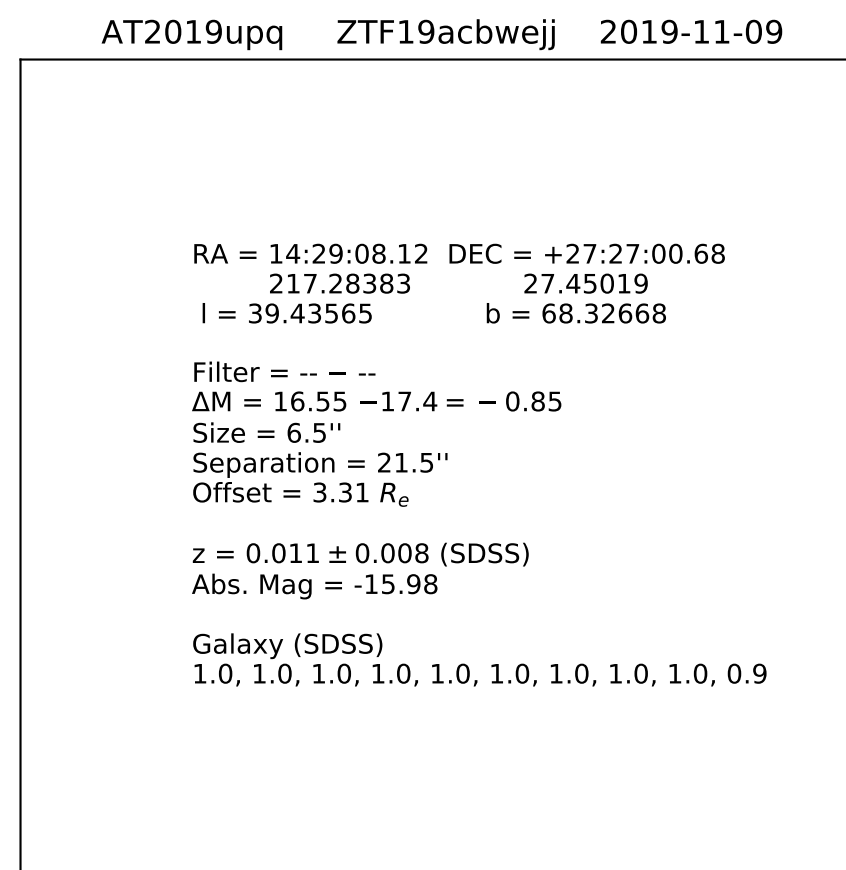 AT2019upq ZTF19acbwejj 2019-11-09
RA = 14:29:08.12 DEC = +27:27:00.68
217.28383 27.45019
l = 39.43565 b = 68.32668
Filter = -- − --
ΔM = 16.55 −17.4 = − 0.85
Size = 6.5''
Separation = 21.5''
Offset = 3.31 Rₑ
z = 0.011 ± 0.008 (SDSS)
Abs. Mag = -15.98
Galaxy (SDSS)
1.0, 1.0, 1.0, 1.0, 1.0, 1.0, 1.0, 1.0, 1.0, 0.9